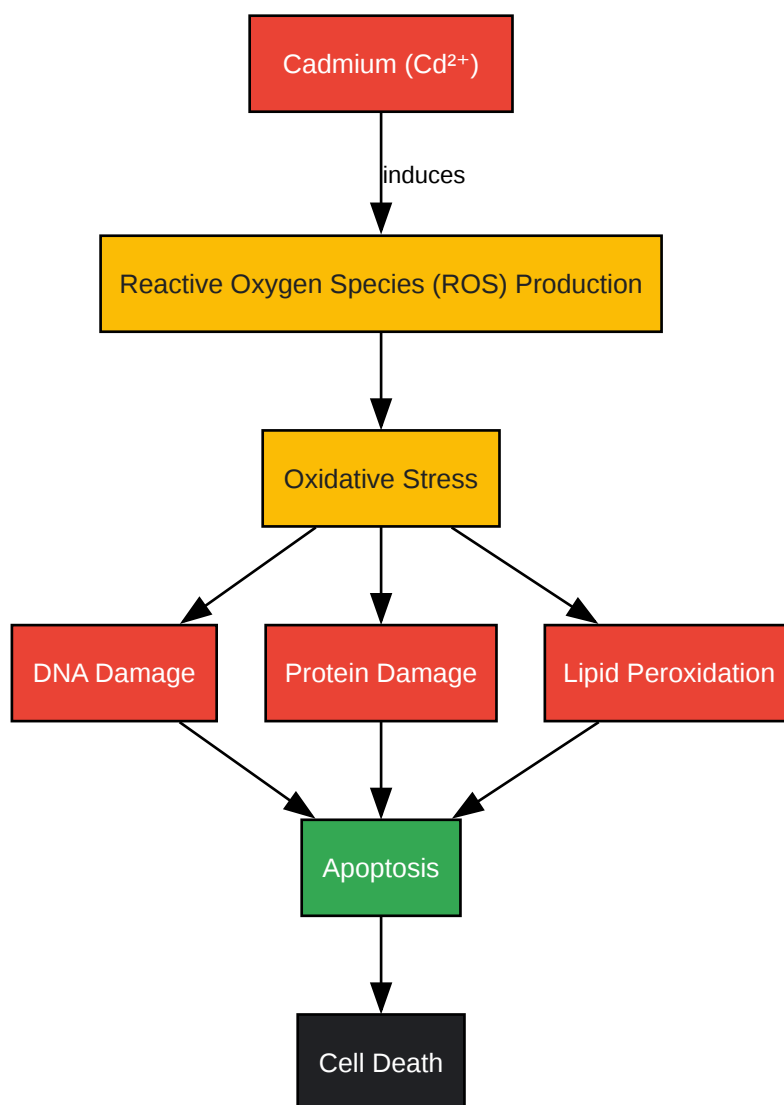 Cadmium (Cd²⁺)
induces
Reactive Oxygen Species (ROS) Production
Oxidative Stress
DNA Damage
Protein Damage
Lipid Peroxidation
Apoptosis
Cell Death